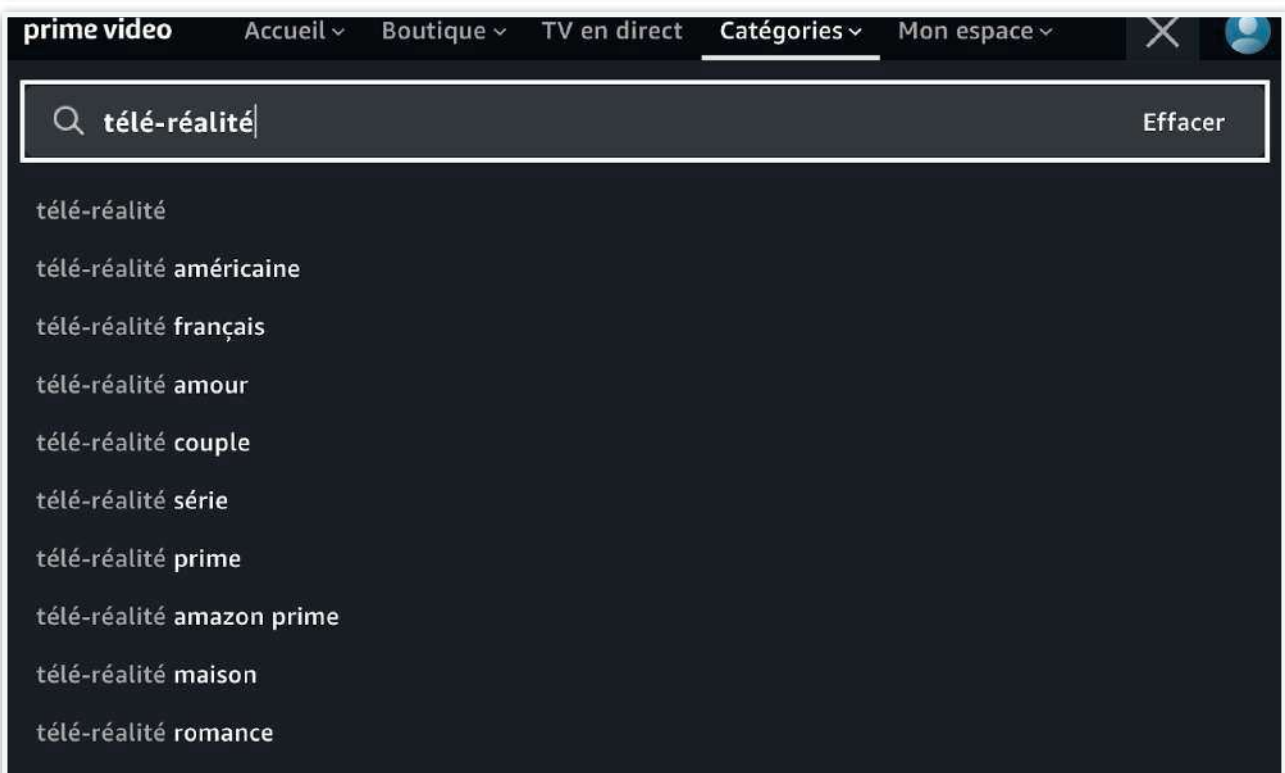 prime video Accueil Boutique TV en direct Catégories Mon espace
télé-réalité Effacer
télé-réalité
télé-réalité américaine
télé-réalité français
télé-réalité amour
télé-réalité couple
télé-réalité série
télé-réalité prime
télé-réalité amazon prime
télé-réalité maison
télé-réalité romance